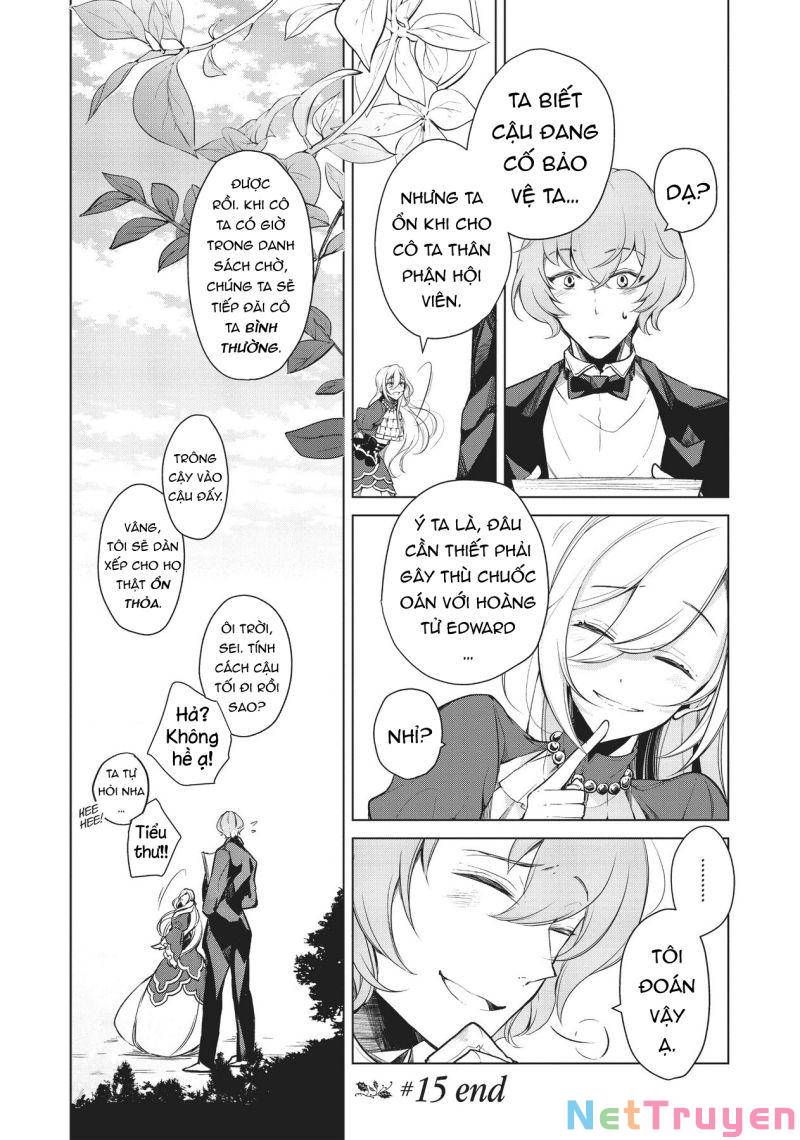 DẠ?
TA BIẾT
CẬU ĐANG
CỐ BẢO
VỆ TA...
NHƯNG TA
ỔN KHI CHO
CÔ TA THÂN
PHẬN HỘI
VIÊN.
Ý TA LÀ, ĐÂU
CẦN THIẾT PHẢI
GÂY THÙ CHUỐC
OÁN VỚI HOÀNG
TỬ EDWARD
...
NHỈ?
........
TÔI
ĐOÁN
VẬY
Ạ.
ĐƯỢC
RỒI. KHI CÔ
TA CÓ GIỜ
TRONG DANH
SÁCH CHỜ,
CHÚNG TA SẼ
TIẾP ĐÃI CÔ
TA BÌNH
THƯỜNG.
TRÔNG
CẬY VÀO
CẬU ĐẤY.
VÂNG,
TÔI SẼ DÀN
XẾP CHO HỌ
THẬT ỔN
THỎA.
ÔI TRỜI,
SEI. TÍNH
CÁCH CẬU
TỐI ĐI RỒI
SAO?
Hả?
Không
hề ạ!
TA TỰ
HỎI NHA
...
HEE
HEE!
Tiểu
thư!!
#15 end
NetTruyen